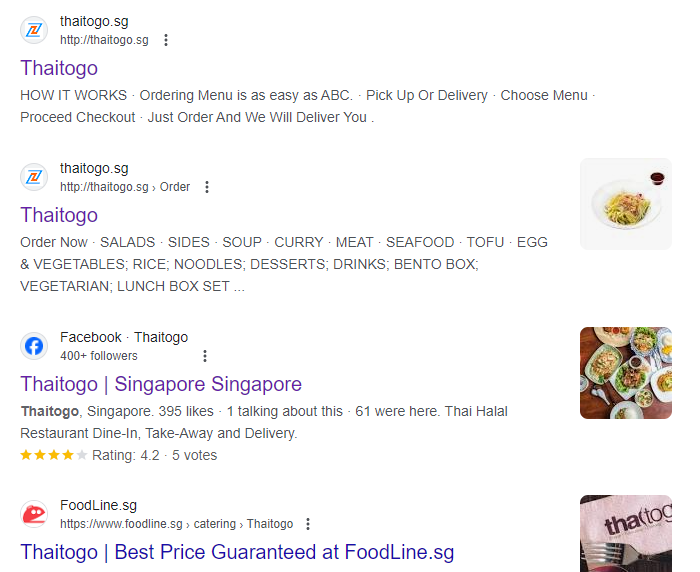 thaitogo.sg
http://thaitogo.sg
Thaitogo
HOW IT WORKS · Ordering Menu is as easy as ABC. · Pick Up Or Delivery · Choose Menu ·
Proceed Checkout · Just Order And We Will Deliver You .
thaitogo.sg
http://thaitogo.sg › Order
Thaitogo
Order Now · SALADS · SIDES · SOUP · CURRY · MEAT · SEAFOOD · TOFU · EGG
& VEGETABLES; RICE; NOODLES; DESSERTS; DRINKS; BENTO BOX;
VEGETARIAN; LUNCH BOX SET ...
Facebook · Thaitogo
400+ followers
Thaitogo | Singapore Singapore
Thaitogo, Singapore. 395 likes · 1 talking about this · 61 were here. Thai Halal
Restaurant Dine-In, Take-Away and Delivery.
Rating: 4.2 · 5 votes
FoodLine.sg
https://www.foodline.sg › catering › Thaitogo
thai(tog
Thaitogo | Best Price Guaranteed at FoodLine.sg